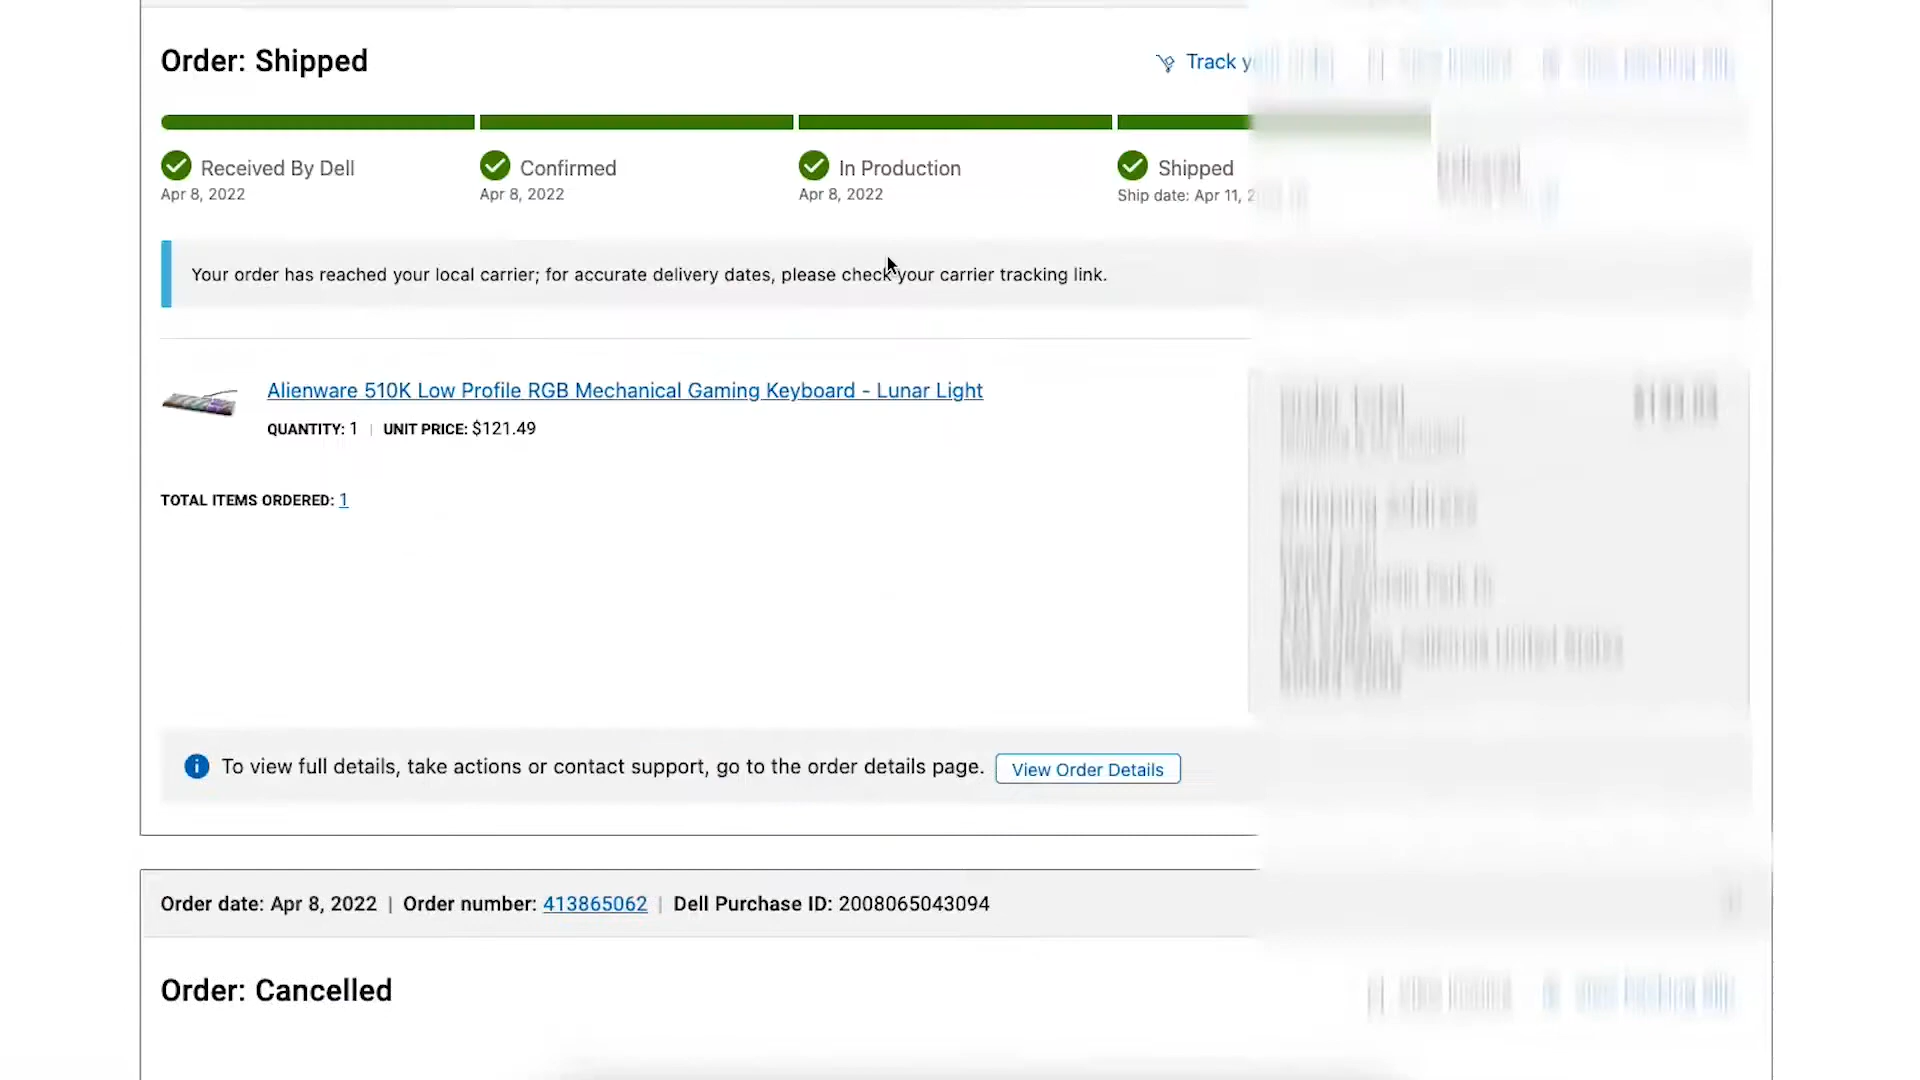 Order: Shipped
Track
Received By Dell
Apr 8, 2022
Confirmed
Apr 8, 2022
In Production
Apr 8, 2022
Shipped
Ship date: Apr 11,
Your order has reached your local carrier; for accurate delivery dates, please check your carrier tracking link.
Alienware 510K Low Profile RGB Mechanical Gaming Keyboard - Lunar Light
QUANTITY: 1 | UNIT PRICE: $121.49
TOTAL ITEMS ORDERED: 1
To view full details, take actions or contact support, go to the order details page. View Order Details
Order date: Apr 8, 2022 | Order number: 413865062 | Dell Purchase ID: 2008065043094
Order: Cancelled